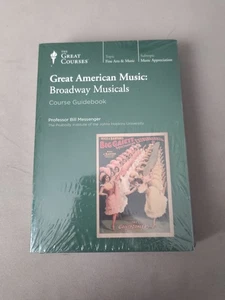 THE
GREAT
COURSES®
Topic
Fine Arts & Music
Subtopic
Music Appreciation
Great American Music:
Broadway Musicals
Course Guidebook
Professor Bill Messenger
The Peabody Institute of The Johns Hopkins University